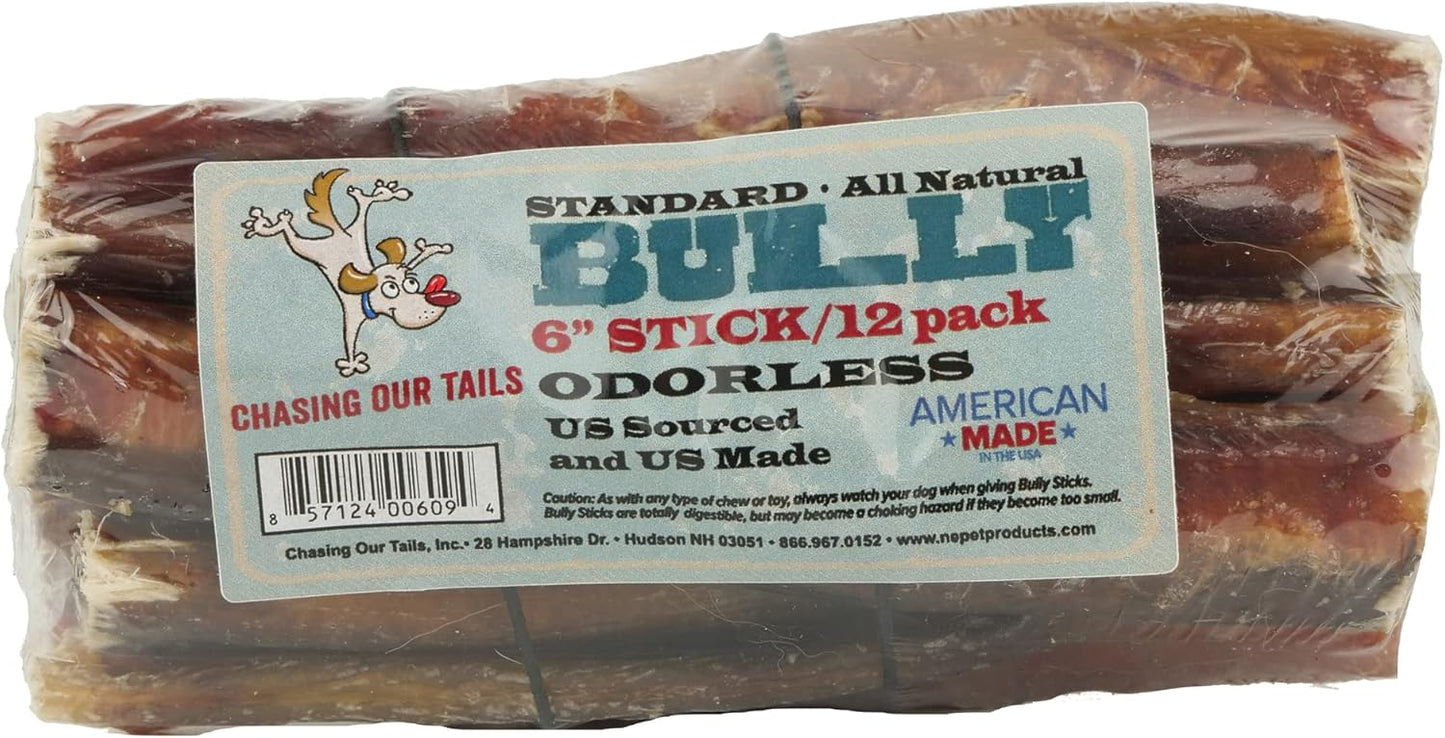 STANDARD · All Natural
BULLY
6” STICK/12 pack
ODORLESS
US Sourced
and US Made
CHASING OUR TAILS
AMERICAN
★MADE★
IN THE USA
8 57124 00609 4
Caution: As with any type of chew or toy, always watch your dog when giving Bully Sticks.
Bully Sticks are totally digestible, but may become a choking hazard if they become too small.
Chasing Our Tails, Inc.• 28 Hampshire Dr. • Hudson NH 03051 • 866.967.0152 • www.nepetproducts.com